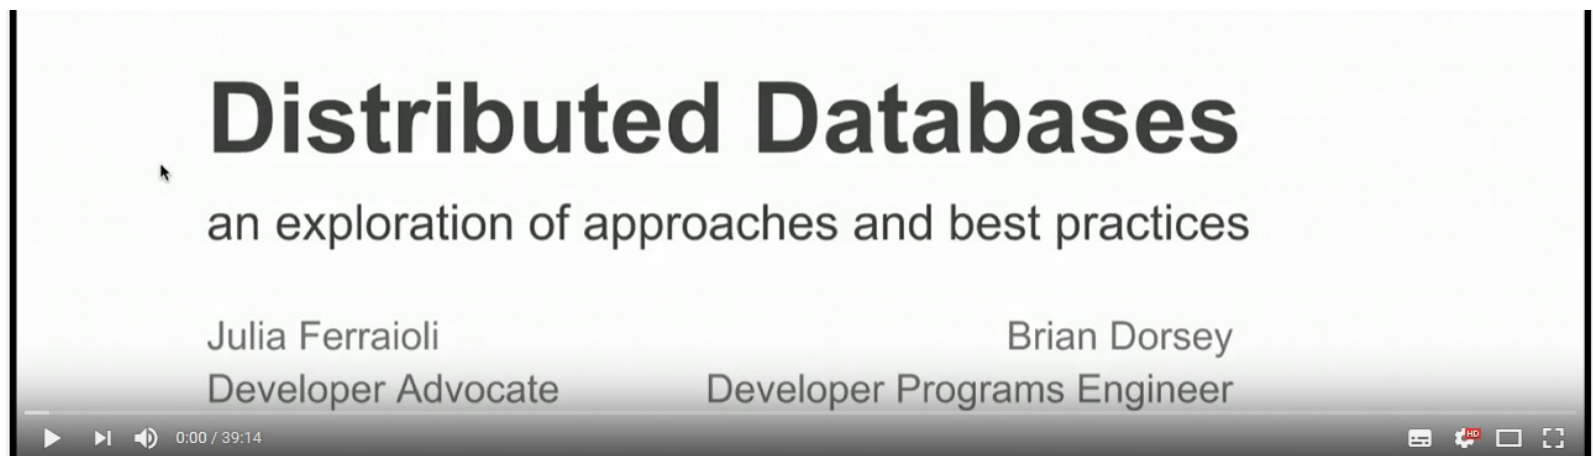 Distributed Databases
an exploration of approaches and best practices
Julia Ferraioli
Brian Dorsey
Developer Advocate
Developer Programs Engineer
0:00 / 39:14
HD